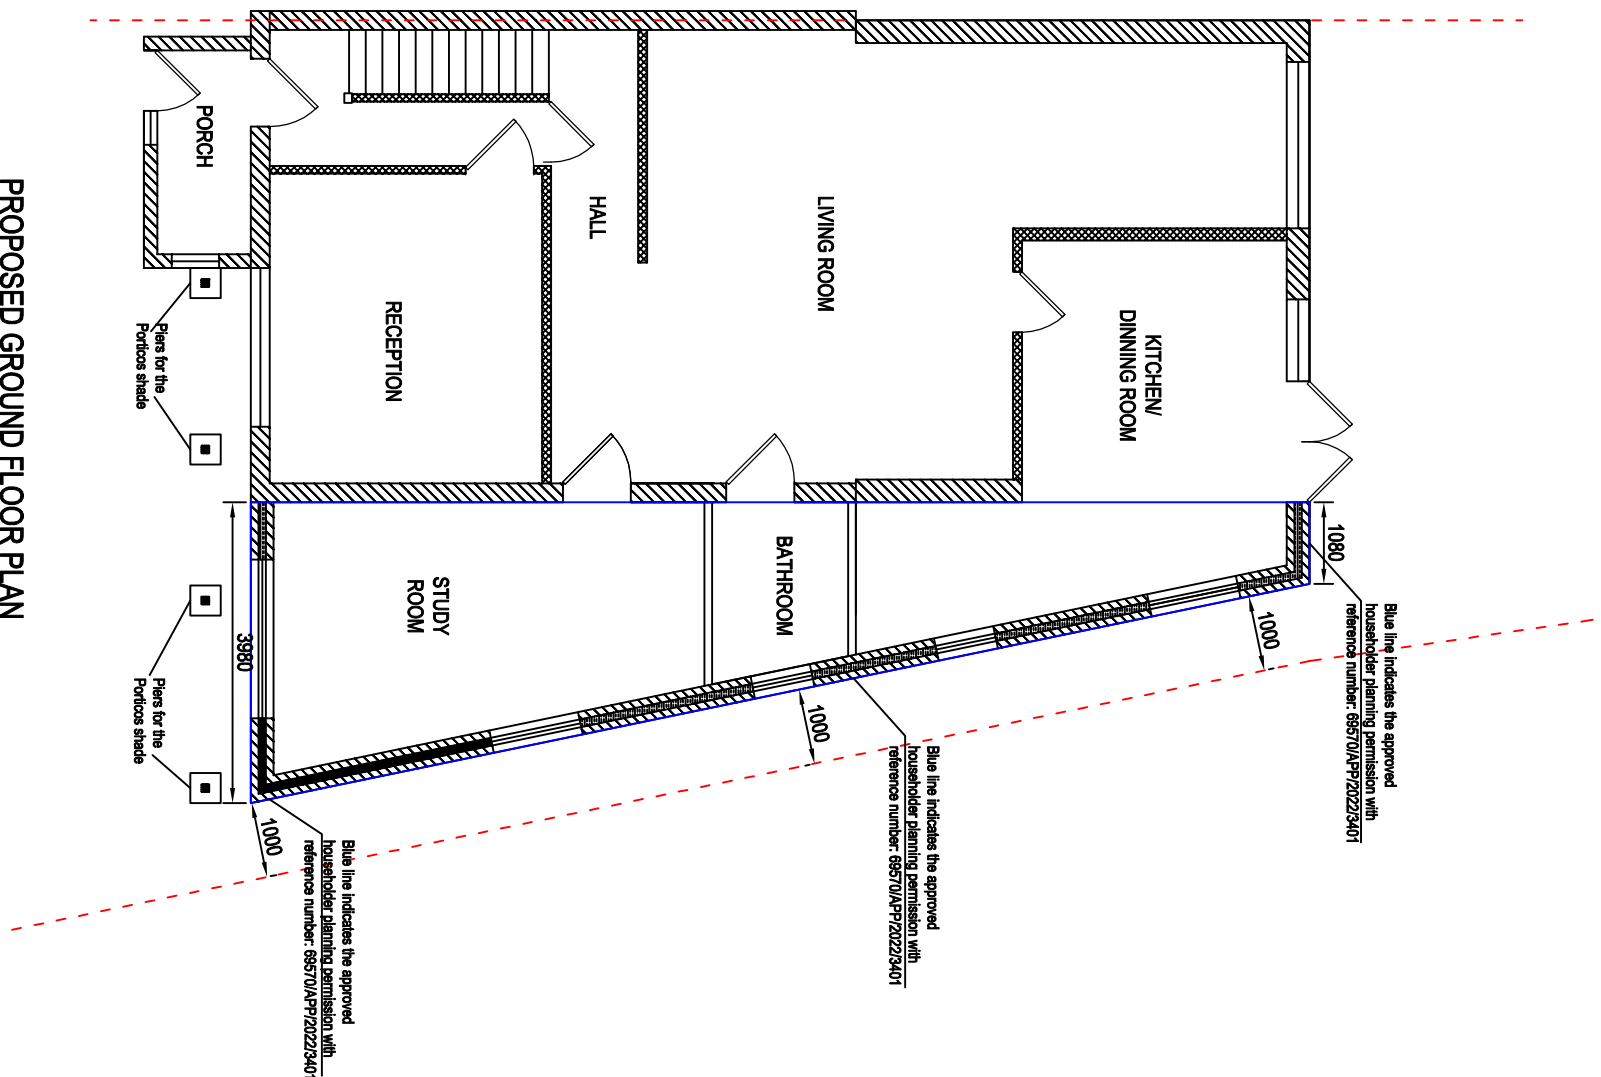 PORCH
HALL
LIVING ROOM
KITCHEN/
DINNING ROOM
RECEPTION
Piers for the
Porticos shade
STUDY
ROOM
BATHROOM
1080
3980
1000
1000
1000
Piers for the
Porticos shade
Blue line indicates the approved
householder planning permission with
reference number: 69570/APP/2022/3401
Blue line indicates the approved
householder planning permission with
reference number: 69570/APP/2022/3401
Blue line indicates the approved
householder planning permission with
reference number: 69570/APP/2022/3401
PROPOSED GROUND FLOOR PLAN